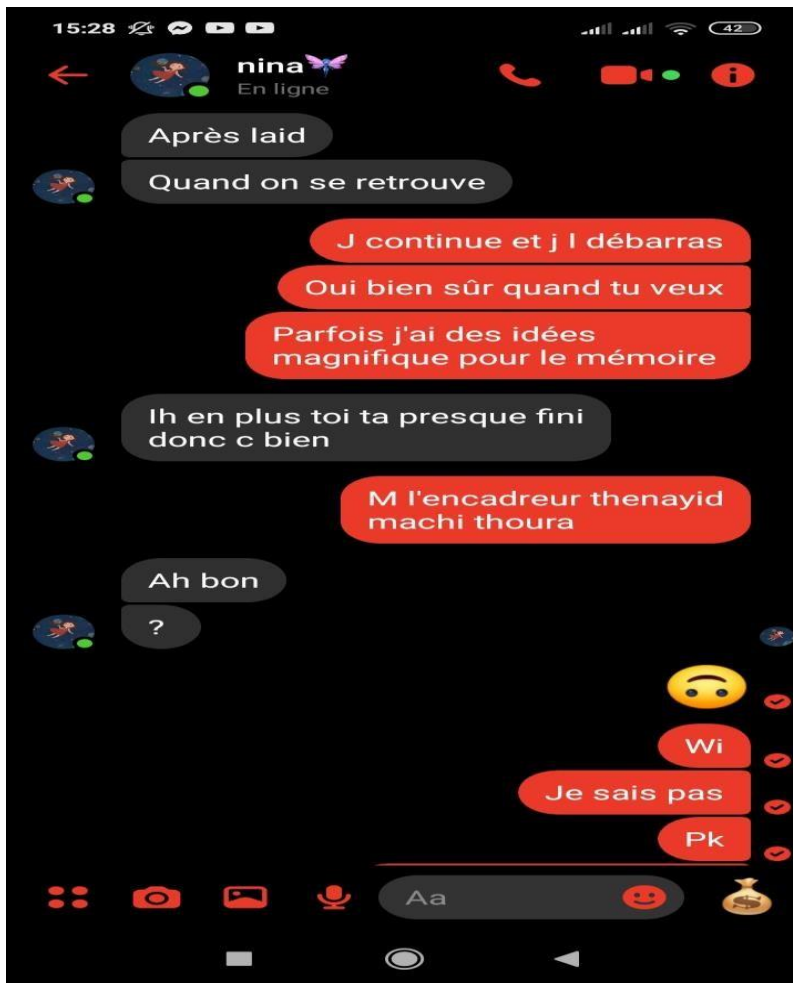 15:28
42
nina
En ligne
Après laid
Quand on se retrouve
J continue et j l débarras
Oui bien sûr quand tu veux
Parfois j'ai des idées
magnifique pour le mémoire
Ih en plus toi ta presque fini
donc c bien
M l'encadreur thenayid
machi thoura
Ah bon
?
Wi
Je sais pas
Pk
Aa